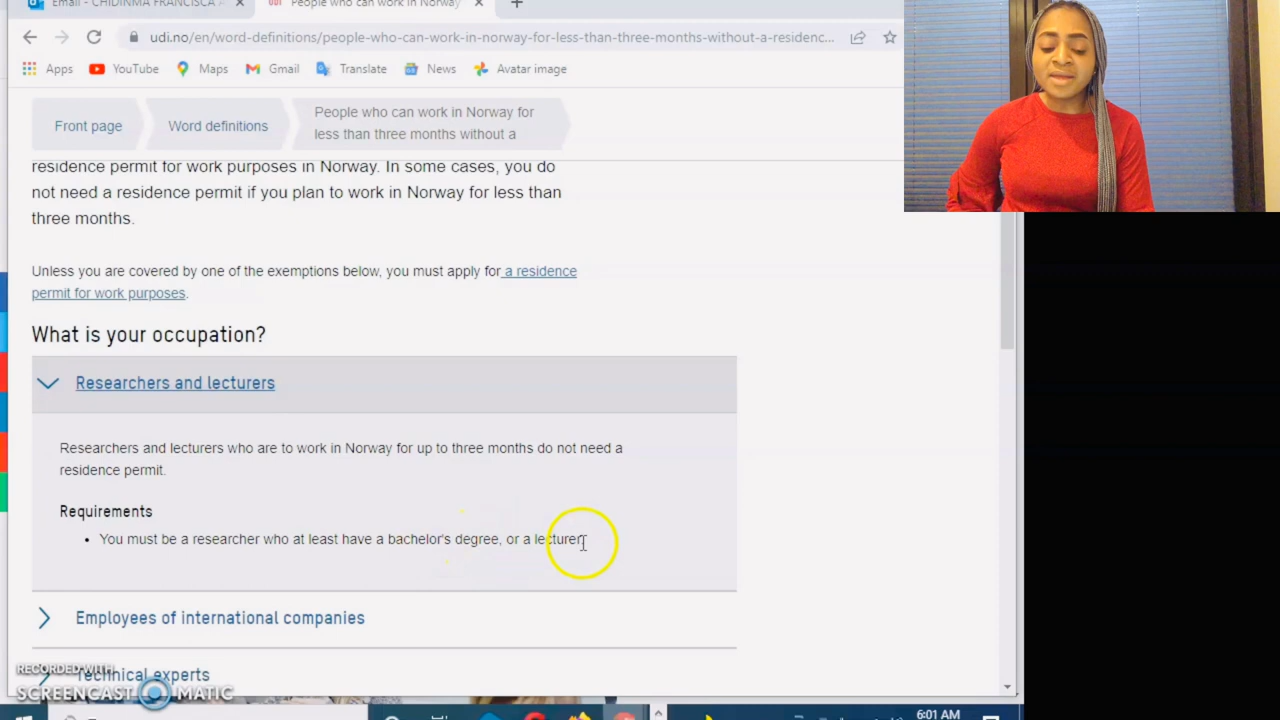 Email - CHIDINMA FRANCISCA
People who can work in Norway
udi.no/en/word-definitions/people-who-can-work-in-norway-for-less-than-three-months-without-a-residenc...
Apps YouTube Maps Gmail Translate News Avatar image
Front page
Word definitions
People who can work in Norway for
less than three months without a
residence permit for work purposes in Norway. In some cases, you do
not need a residence permit if you plan to work in Norway for less than
three months.
Unless you are covered by one of the exemptions below, you must apply for a residence
permit for work purposes.
What is your occupation?
Researchers and lecturers
Researchers and lecturers who are to work in Norway for up to three months do not need a
residence permit.
Requirements
• You must be a researcher who at least have a bachelor's degree, or a lecturer
Employees of international companies
Technical experts
RECORDED WITH
SCREENCAST MATIC
6:01 AM